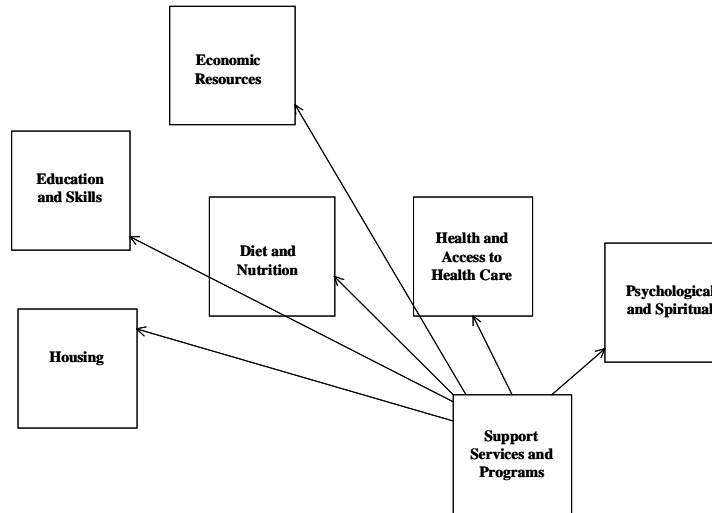 Economic
Resources
Education
and Skills
Diet and
Nutrition
Health and
Access to
Health Care
Psychological
and Spiritual
Housing
Support
Services and
Programs